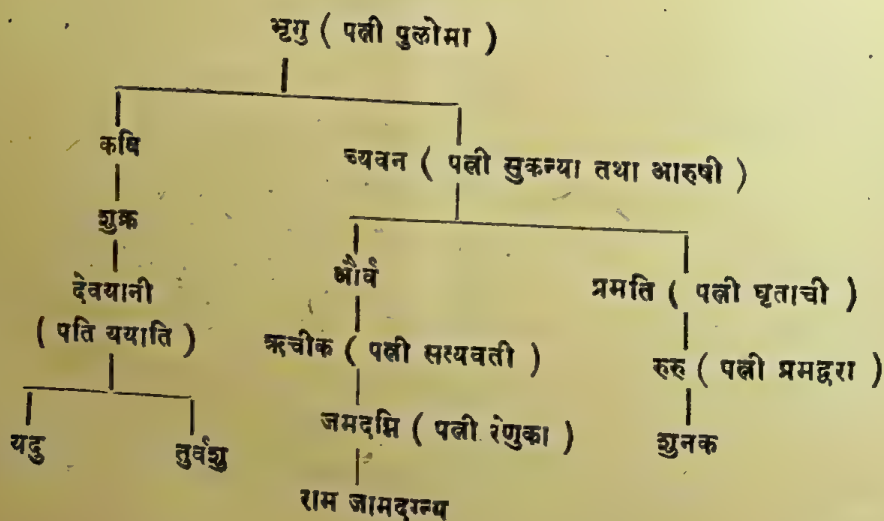 भृगु ( पत्नी पुलोमा )
कवि
च्यवन ( पत्नी सुकन्या तथा आरुषी )
शुक्र
और्व
प्रमति ( पत्नी घृताची )
देवयानी
( पति ययाति )
ऋचीक ( पत्नी सत्यवती )
रुरु ( पत्नी प्रमद्वरा )
यदु
तुर्वशु
जमदग्नि ( पत्नी रेणुका )
शुनक
राम जामदग्न्य